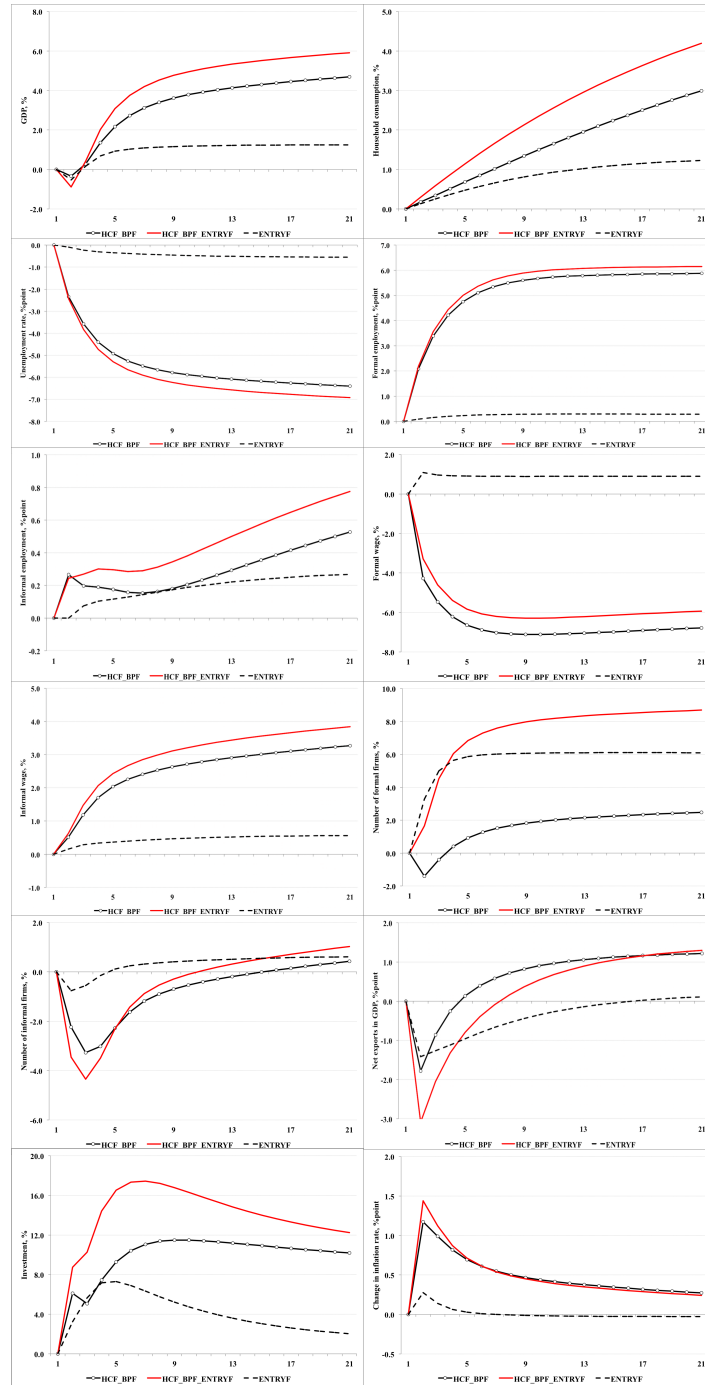 GDP, %
8.0
6.0
4.0
2.0
0.0
-2.0
1 5 9 13 17 21
HCF_BPF HCF_BPF_ENTRYF ENTRYF
Household consumption, %
5.0
4.0
3.0
2.0
1.0
0.0
1 5 9 13 17 21
HCF_BPF HCF_BPF_ENTRYF ENTRYF
Unemployment rate, %point
0.0
-1.0
-2.0
-3.0
-4.0
-5.0
-6.0
-7.0
-8.0
1 5 9 13 17 21
HCF_BPF HCF_BPF_ENTRYF ENTRYF
Formal employment, %point
7.0
6.0
5.0
4.0
3.0
2.0
1.0
0.0
1 5 9 13 17 21
HCF_BPF HCF_BPF_ENTRYF ENTRYF
Informal employment, %point
1.0
0.8
0.6
0.4
0.2
0.0
-0.2
1 5 9 13 17 21
HCF_BPF HCF_BPF_ENTRYF ENTRYF
Formal wage, %
2.0
0.0
-2.0
-4.0
-6.0
-8.0
1 5 9 13 17 21
HCF_BPF HCF_BPF_ENTRYF ENTRYF
Informal wage, %
5.0
4.0
3.0
2.0
1.0
0.0
-1.0
1 5 9 13 17 21
HCF_BPF HCF_BPF_ENTRYF ENTRYF
Number of formal firms, %
10.0
8.0
6.0
4.0
2.0
0.0
-2.0
1 5 9 13 17 21
HCF_BPF HCF_BPF_ENTRYF ENTRYF
Number of informal firms, %
2.0
0.0
-2.0
-4.0
-6.0
1 5 9 13 17 21
HCF_BPF HCF_BPF_ENTRYF ENTRYF
Net exports in GDP, %point
2.0
1.0
0.0
-1.0
-2.0
-3.0
1 5 9 13 17 21
HCF_BPF HCF_BPF_ENTRYF ENTRYF
Investment, %
20.0
16.0
12.0
8.0
4.0
0.0
1 5 9 13 17 21
HCF_BPF HCF_BPF_ENTRYF ENTRYF
Change in inflation rate, %point
2.0
1.5
1.0
0.5
0.0
-0.5
1 5 9 13 17 21
HCF_BPF HCF_BPF_ENTRYF ENTRYF